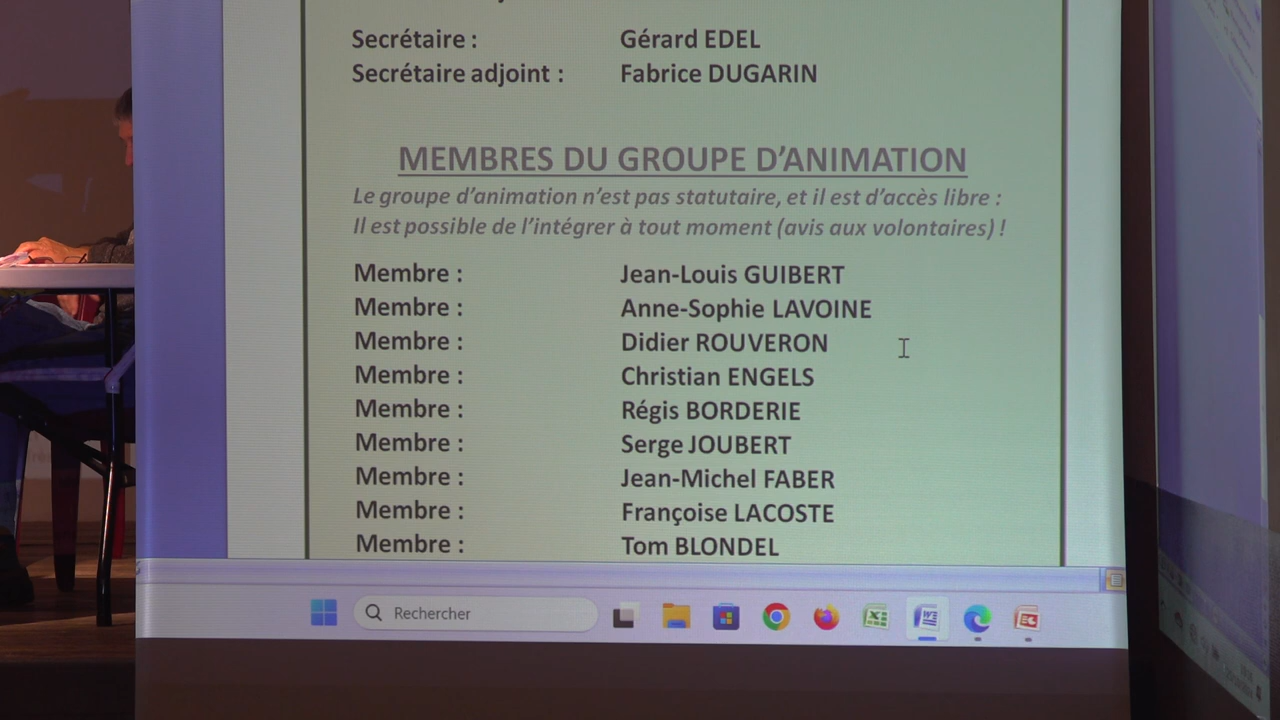 Secrétaire : Gérard EDEL
Secrétaire adjoint : Fabrice DUGARIN
MEMBRES DU GROUPE D'ANIMATION
Le groupe d'animation n'est pas statutaire, et il est d'accès libre :
Il est possible de l'intégrer à tout moment (avis aux volontaires) !
Membre : Jean-Louis GUIBERT
Membre : Anne-Sophie LAVOINE
Membre : Didier ROUVERON
Membre : Christian ENGELS
Membre : Régis BORDERIE
Membre : Serge JOUBERT
Membre : Jean-Michel FABER
Membre : Françoise LACOSTE
Membre : Tom BLONDEL
Rechercher